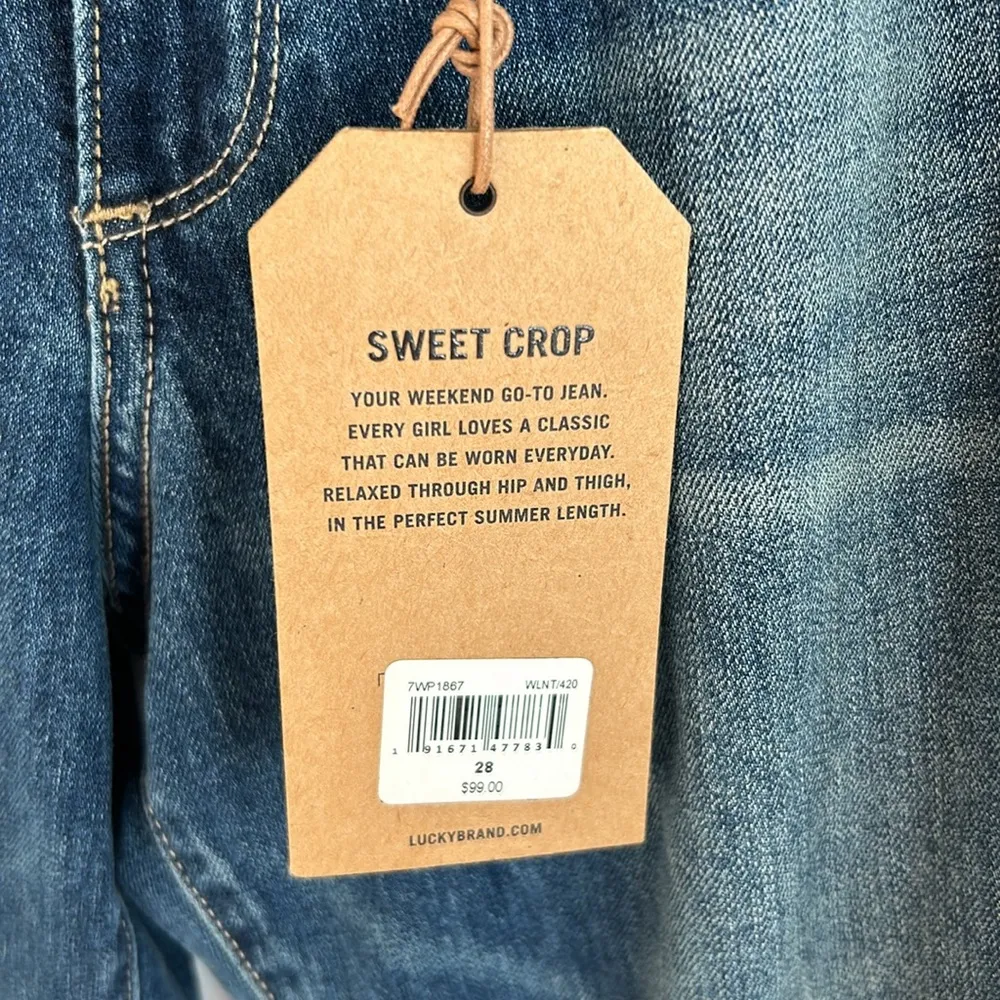 SWEET CROP
YOUR WEEKEND GO-TO JEAN.
EVERY GIRL LOVES A CLASSIC
THAT CAN BE WORN EVERYDAY.
RELAXED THROUGH HIP AND THIGH,
IN THE PERFECT SUMMER LENGTH.
7WP1867 WLNT/420
1 91671 47783 0
28
$99.00
LUCKYBRAND.COM